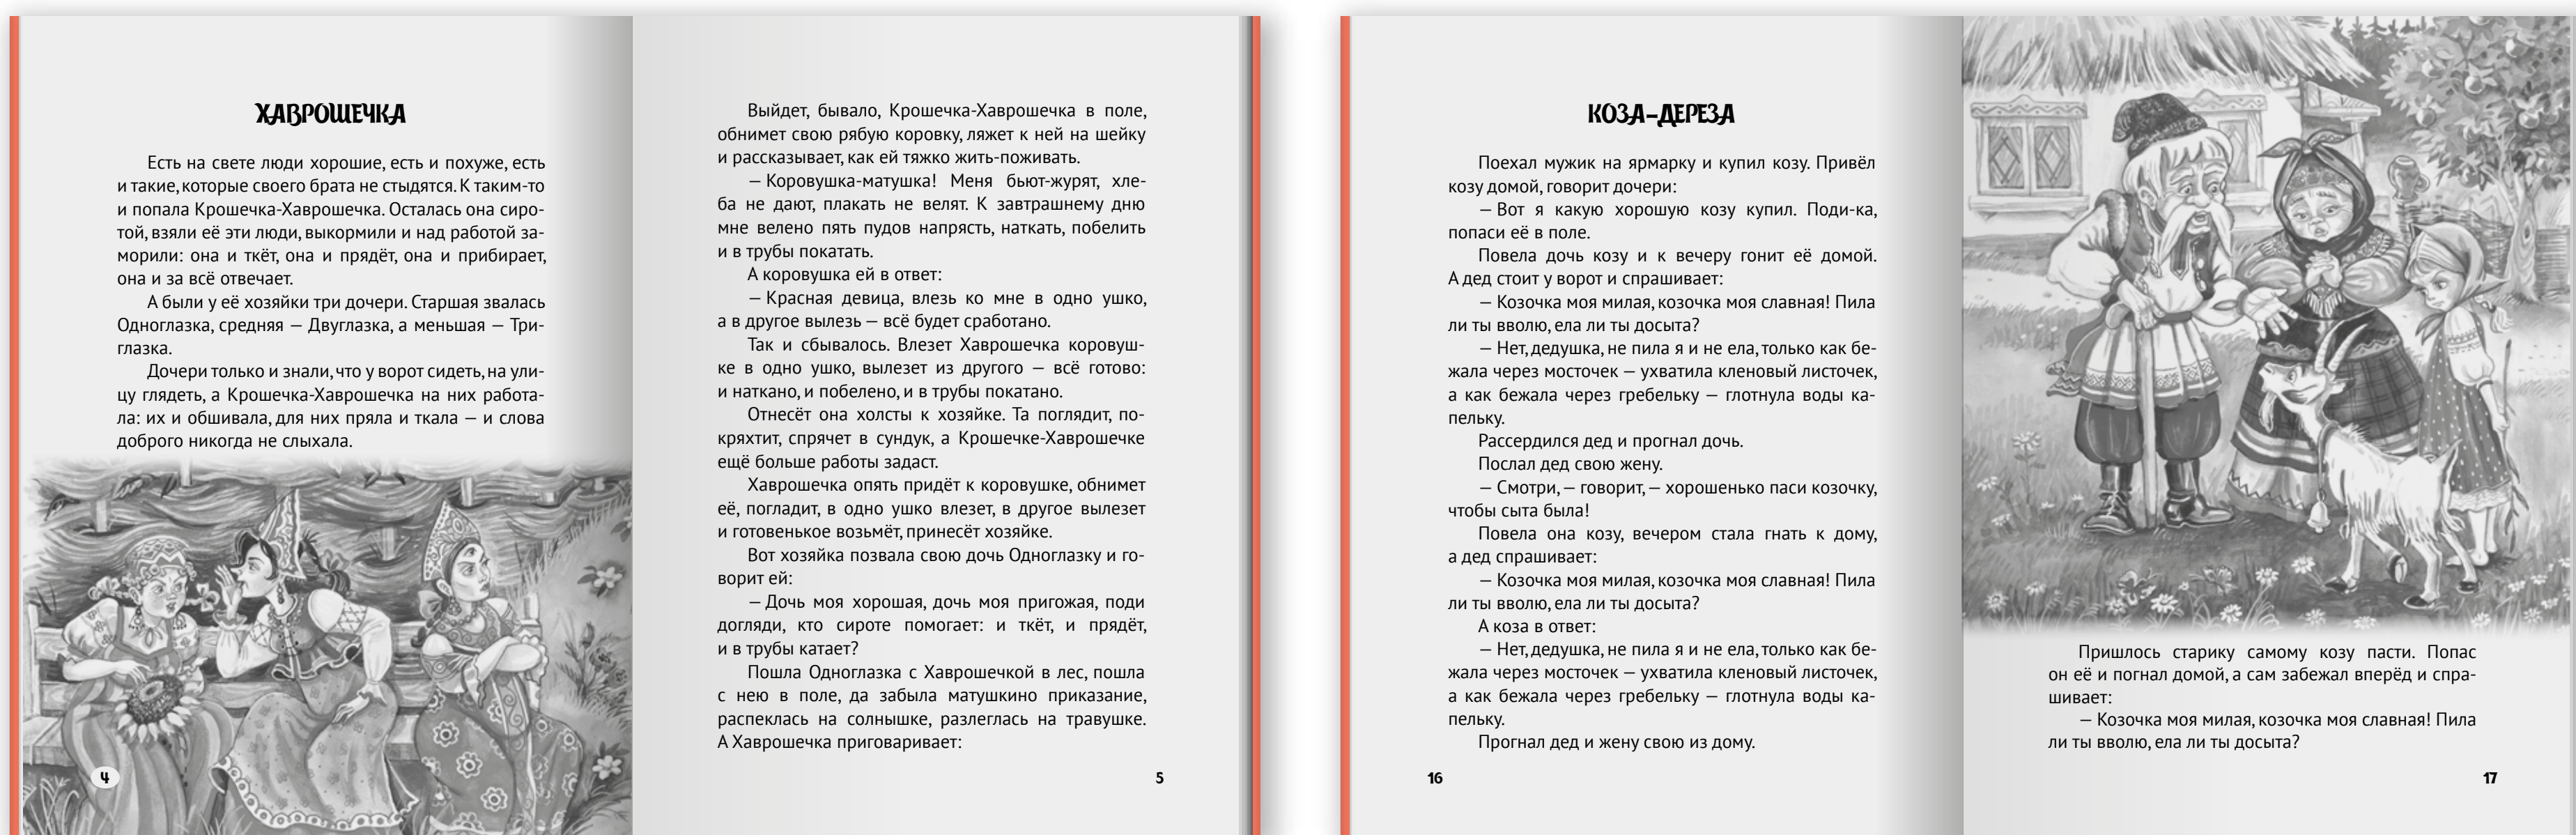 ХАВРОШЕЧКА
Есть на свете люди хорошие, есть и похуже, есть
и такие, которые своего брата не стыдятся. К таким-то
и попала Крошечка-Хаврошечка. Осталась она сиро-
той, взяли её эти люди, выкормили и над работой за-
морили: она и ткёт, она и прядёт, она и прибирает,
она и за всё отвечает.
А были у её хозяйки три дочери. Старшая звалась
Одноглазка, средняя — Двуглазка, а меньшая — Три-
глазка.
Дочери только и знали, что у ворот сидеть, на ули-
цу глядеть, а Крошечка-Хаврошечка на них работа-
ла: их и обшивала, для них пряла и ткала — и слова
доброго никогда не слыхала.
4
Выйдет, бывало, Крошечка-Хаврошечка в поле,
обнимет свою рябую коровку, ляжет к ней на шейку
и рассказывает, как ей тяжко жить-поживать.
— Коровушка-матушка! Меня бьют-журят, хле-
ба не дают, плакать не велят. К завтрашнему дню
мне велено пять пудов напрясть, наткать, побелить
и в трубы покатать.
А коровушка ей в ответ:
— Красная девица, влезь ко мне в одно ушко,
а в другое вылезь — всё будет сработано.
Так и сбывалось. Влезет Хаврошечка коровуш-
ке в одно ушко, вылезет из другого — всё готово:
и наткано, и побелено, и в трубы покатано.
Отнесёт она холсты к хозяйке. Та поглядит, по-
кряхтит, спрячет в сундук, а Крошечке-Хаврошечке
ещё больше работы задаст.
Хаврошечка опять придёт к коровушке, обнимет
её, погладит, в одно ушко влезет, в другое вылезет
и готовенькое возьмёт, принесёт хозяйке.
Вот хозяйка позвала свою дочь Одноглазку и го-
ворит ей:
— Дочь моя хорошая, дочь моя пригожая, поди
догляди, кто сироте помогает: и ткёт, и прядёт,
и в трубы катает?
Пошла Одноглазка с Хаврошечкой в лес, пошла
с нею в поле, да забыла матушкино приказание,
распеклась на солнышке, разлеглась на травушке.
А Хаврошечка приговаривает:
5
КОЗА-ДЕРЕЗА
Поехал мужик на ярмарку и купил козу. Привёл
козу домой, говорит дочери:
— Вот я какую хорошую козу купил. Поди-ка,
попаси её в поле.
Повела дочь козу и к вечеру гонит её домой.
А дед стоит у ворот и спрашивает:
— Козочка моя милая, козочка моя славная! Пила
ли ты вволю, ела ли ты досыта?
— Нет, дедушка, не пила я и не ела, только как бе-
жала через мосточек — ухватила кленовый листочек,
а как бежала через гребельку — глотнула воды ка-
пельку.
Рассердился дед и прогнал дочь.
Послал дед свою жену.
— Смотри, — говорит, — хорошенько паси козочку,
чтобы сыта была!
Повела она козу, вечером стала гнать к дому,
а дед спрашивает:
— Козочка моя милая, козочка моя славная! Пила
ли ты вволю, ела ли ты досыта?
А коза в ответ:
— Нет, дедушка, не пила я и не ела, только как бе-
жала через мосточек — ухватила кленовый листочек,
а как бежала через гребельку — глотнула воды ка-
пельку.
Прогнал дед и жену свою из дому.
16
Пришлось старику самому козу пасти. Попас
он её и погнал домой, а сам забежал вперёд и спра-
шивает:
— Козочка моя милая, козочка моя славная! Пила
ли ты вволю, ела ли ты досыта?
17